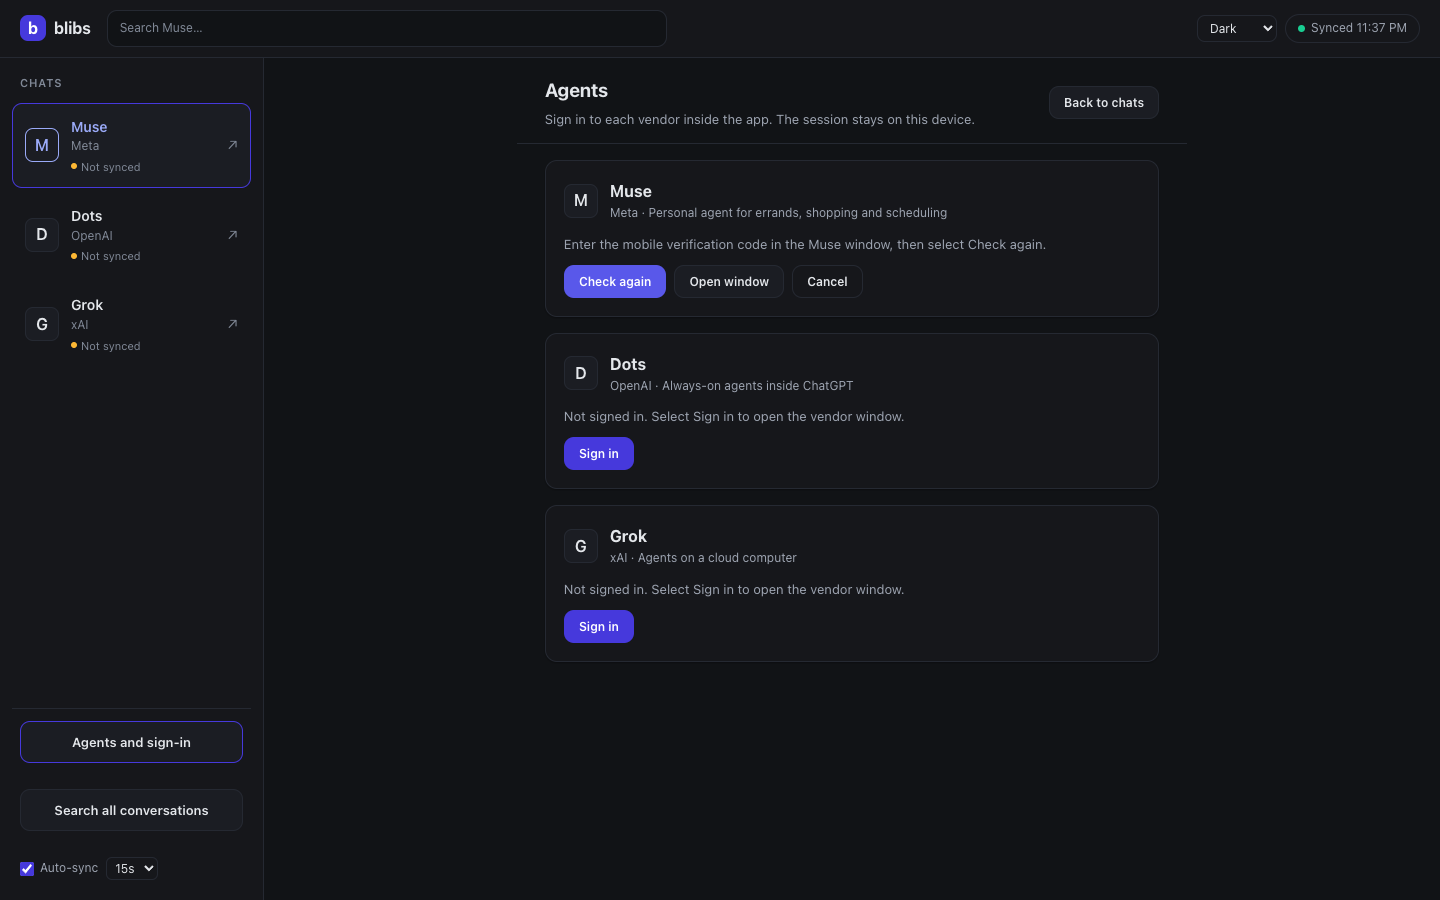 b blibs
Search Muse...
Dark
Synced 11:37 PM
CHATS
M
Muse
Meta
Not synced
D
Dots
OpenAI
Not synced
G
Grok
xAI
Not synced
Agents and sign-in
Search all conversations
Auto-sync 15s
Agents
Sign in to each vendor inside the app. The session stays on this device.
Back to chats
M
Muse
Meta · Personal agent for errands, shopping and scheduling
Enter the mobile verification code in the Muse window, then select Check again.
Check again Open window Cancel
D
Dots
OpenAI · Always-on agents inside ChatGPT
Not signed in. Select Sign in to open the vendor window.
Sign in
G
Grok
xAI · Agents on a cloud computer
Not signed in. Select Sign in to open the vendor window.
Sign in